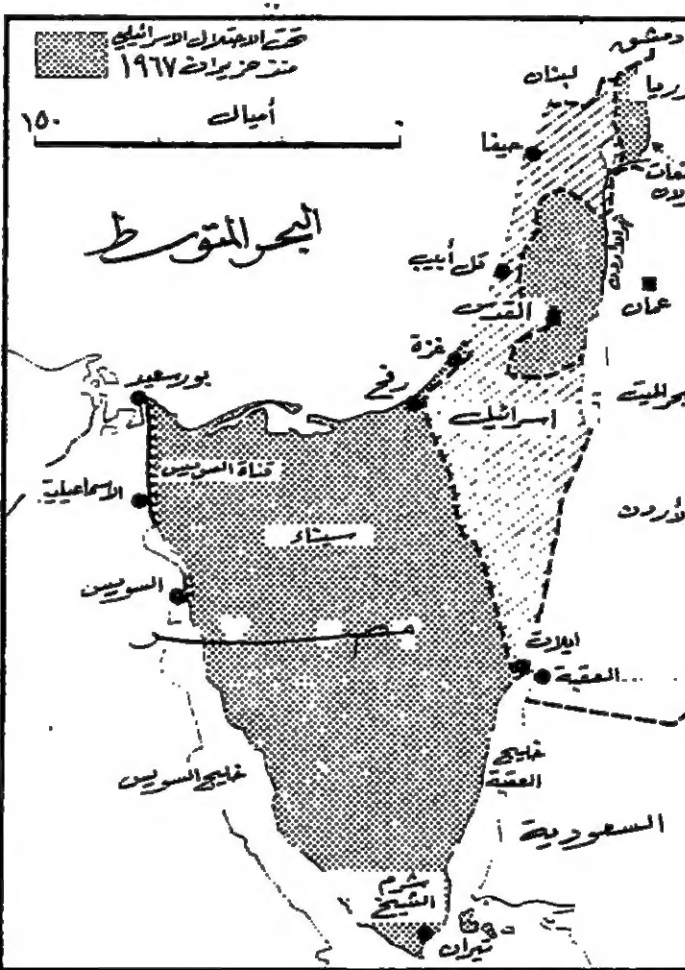 تحت الاحتلال الاسرائيلي
منذ حزيران ١٩٦٧
أميال
١٥٠
٠
دمشق
لبنان
حيفا
البحر المتوسط
تل أبيب
نهر الأردن
القدس
عمان
غزة
رفح
بورسعيد
اسرائيل
قناة السويس
الاسماعيلية
سيناء
السويس
مصر
ايلات
العقبة
خليج السويس
خليج
العقبة
السعودية
شرم
الشيخ
تيران